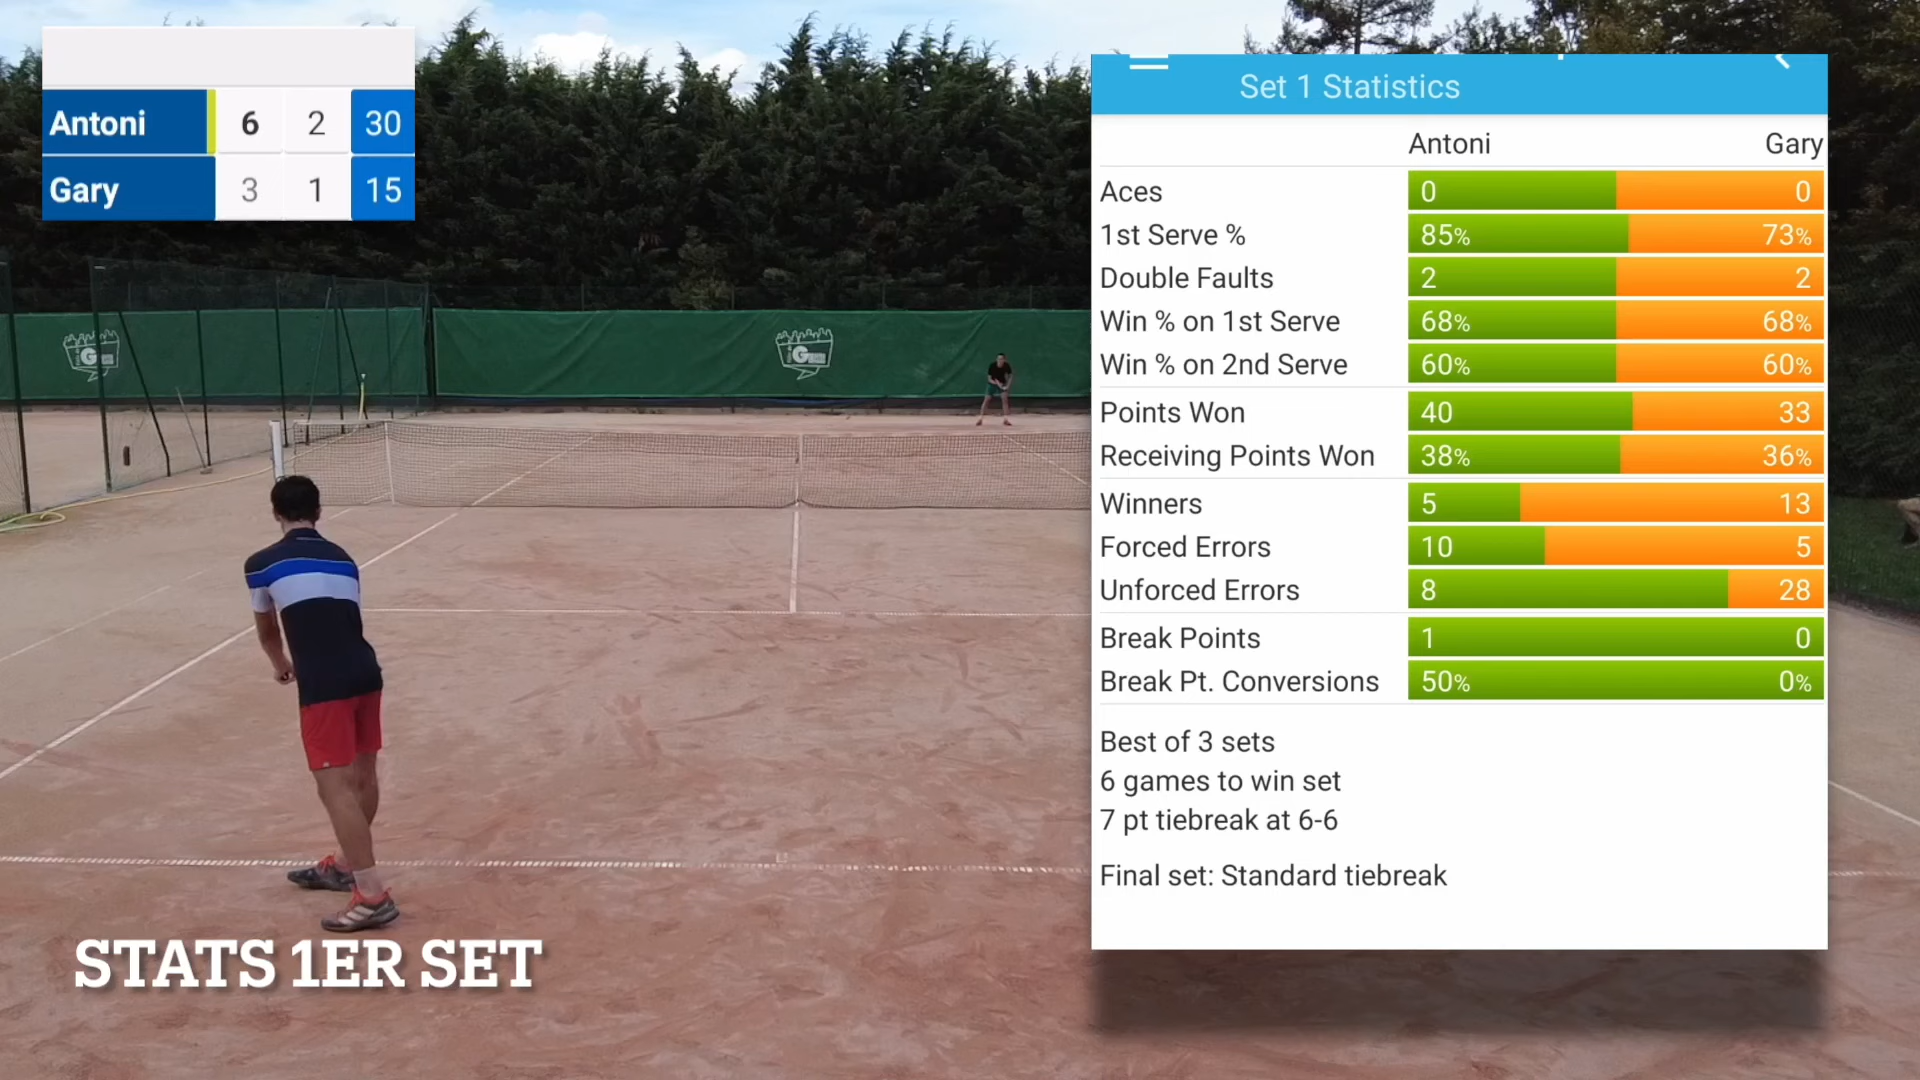 Antoni 6 2 30
Gary 3 1 15
Set 1 Statistics
Antoni Gary
Aces 0 0
1st Serve % 85% 73%
Double Faults 2 2
Win % on 1st Serve 68% 68%
Win % on 2nd Serve 60% 60%
Points Won 40 33
Receiving Points Won 38% 36%
Winners 5 13
Forced Errors 10 5
Unforced Errors 8 28
Break Points 1 0
Break Pt. Conversions 50% 0%
Best of 3 sets
6 games to win set
7 pt tiebreak at 6-6
Final set: Standard tiebreak
STATS 1ER SET